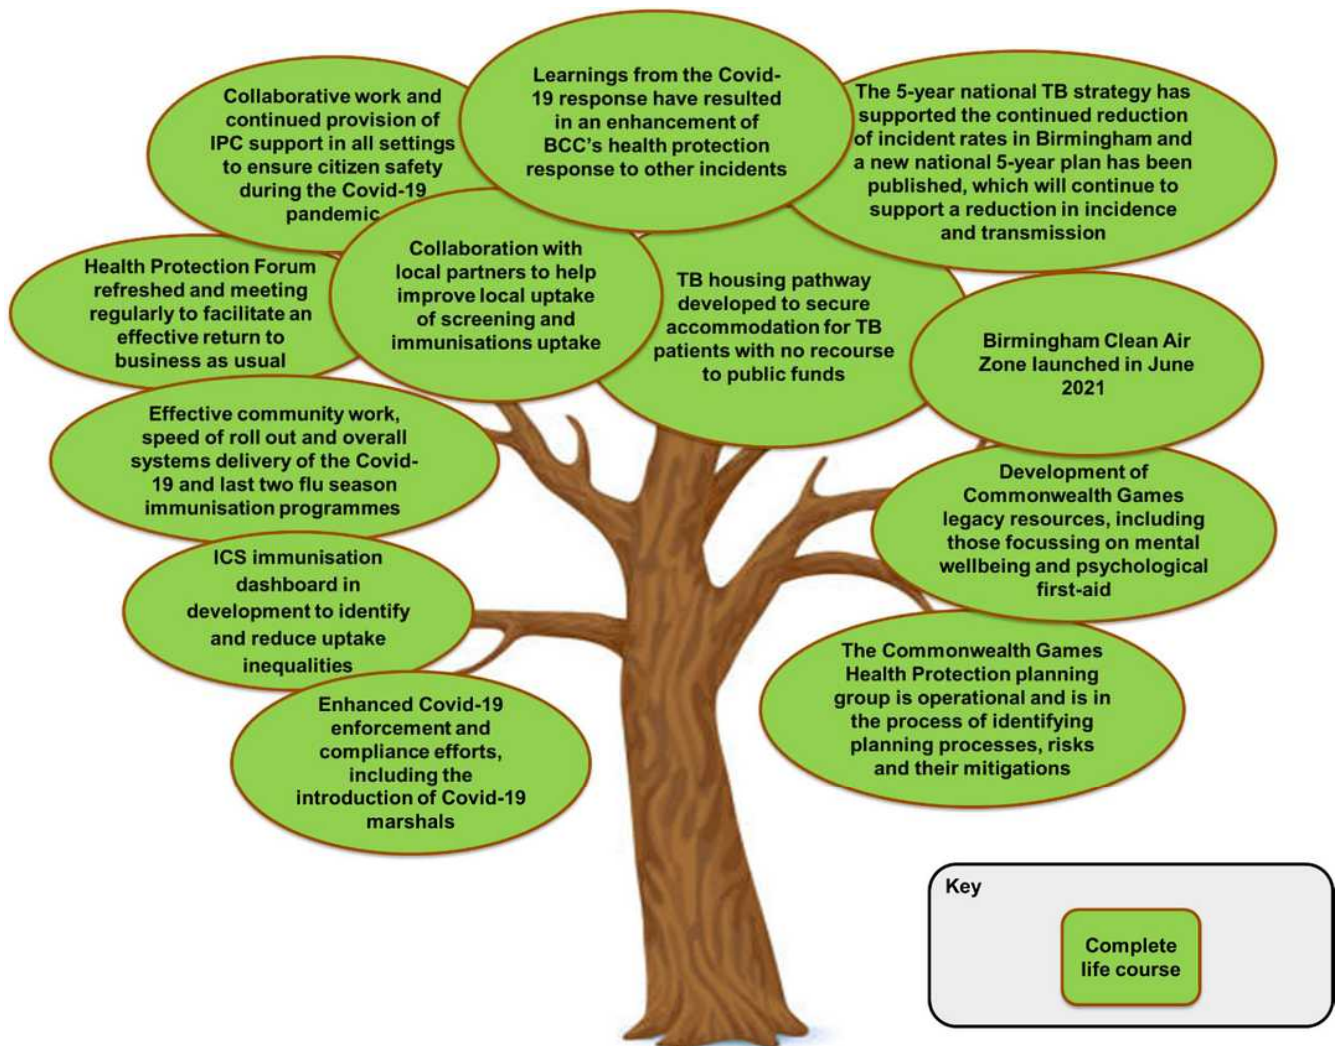 Learnings from the Covid-
19 response have resulted
in an enhancement of
BCC's health protection
response to other incidents
Collaborative work and
continued provision of
IPC support in all settings
to ensure citizen safety
during the Covid-19
pandemic
The 5-year national TB strategy has
supported the continued reduction
of incident rates in Birmingham and
a new national 5-year plan has been
published, which will continue to
support a reduction in incidence
and transmission
Health Protection Forum
refreshed and meeting
regularly to facilitate an
effective return to
business as usual
Collaboration with
local partners to help
improve local uptake
of screening and
immunisations uptake
TB housing pathway
developed to secure
accommodation for TB
patients with no recourse
to public funds
Birmingham Clean Air
Zone launched in June
2021
Effective community work,
speed of roll out and overall
systems delivery of the Covid-
19 and last two flu season
immunisation programmes
Development of
Commonwealth Games
legacy resources, including
those focussing on mental
wellbeing and psychological
first-aid
ICS immunisation
dashboard in
development to identify
and reduce uptake
inequalities
The Commonwealth Games
Health Protection planning
group is operational and is in
the process of identifying
planning processes, risks
and their mitigations
Enhanced Covid-19
enforcement and
compliance efforts,
including the
introduction of Covid-19
marshals
Key
Complete
life course